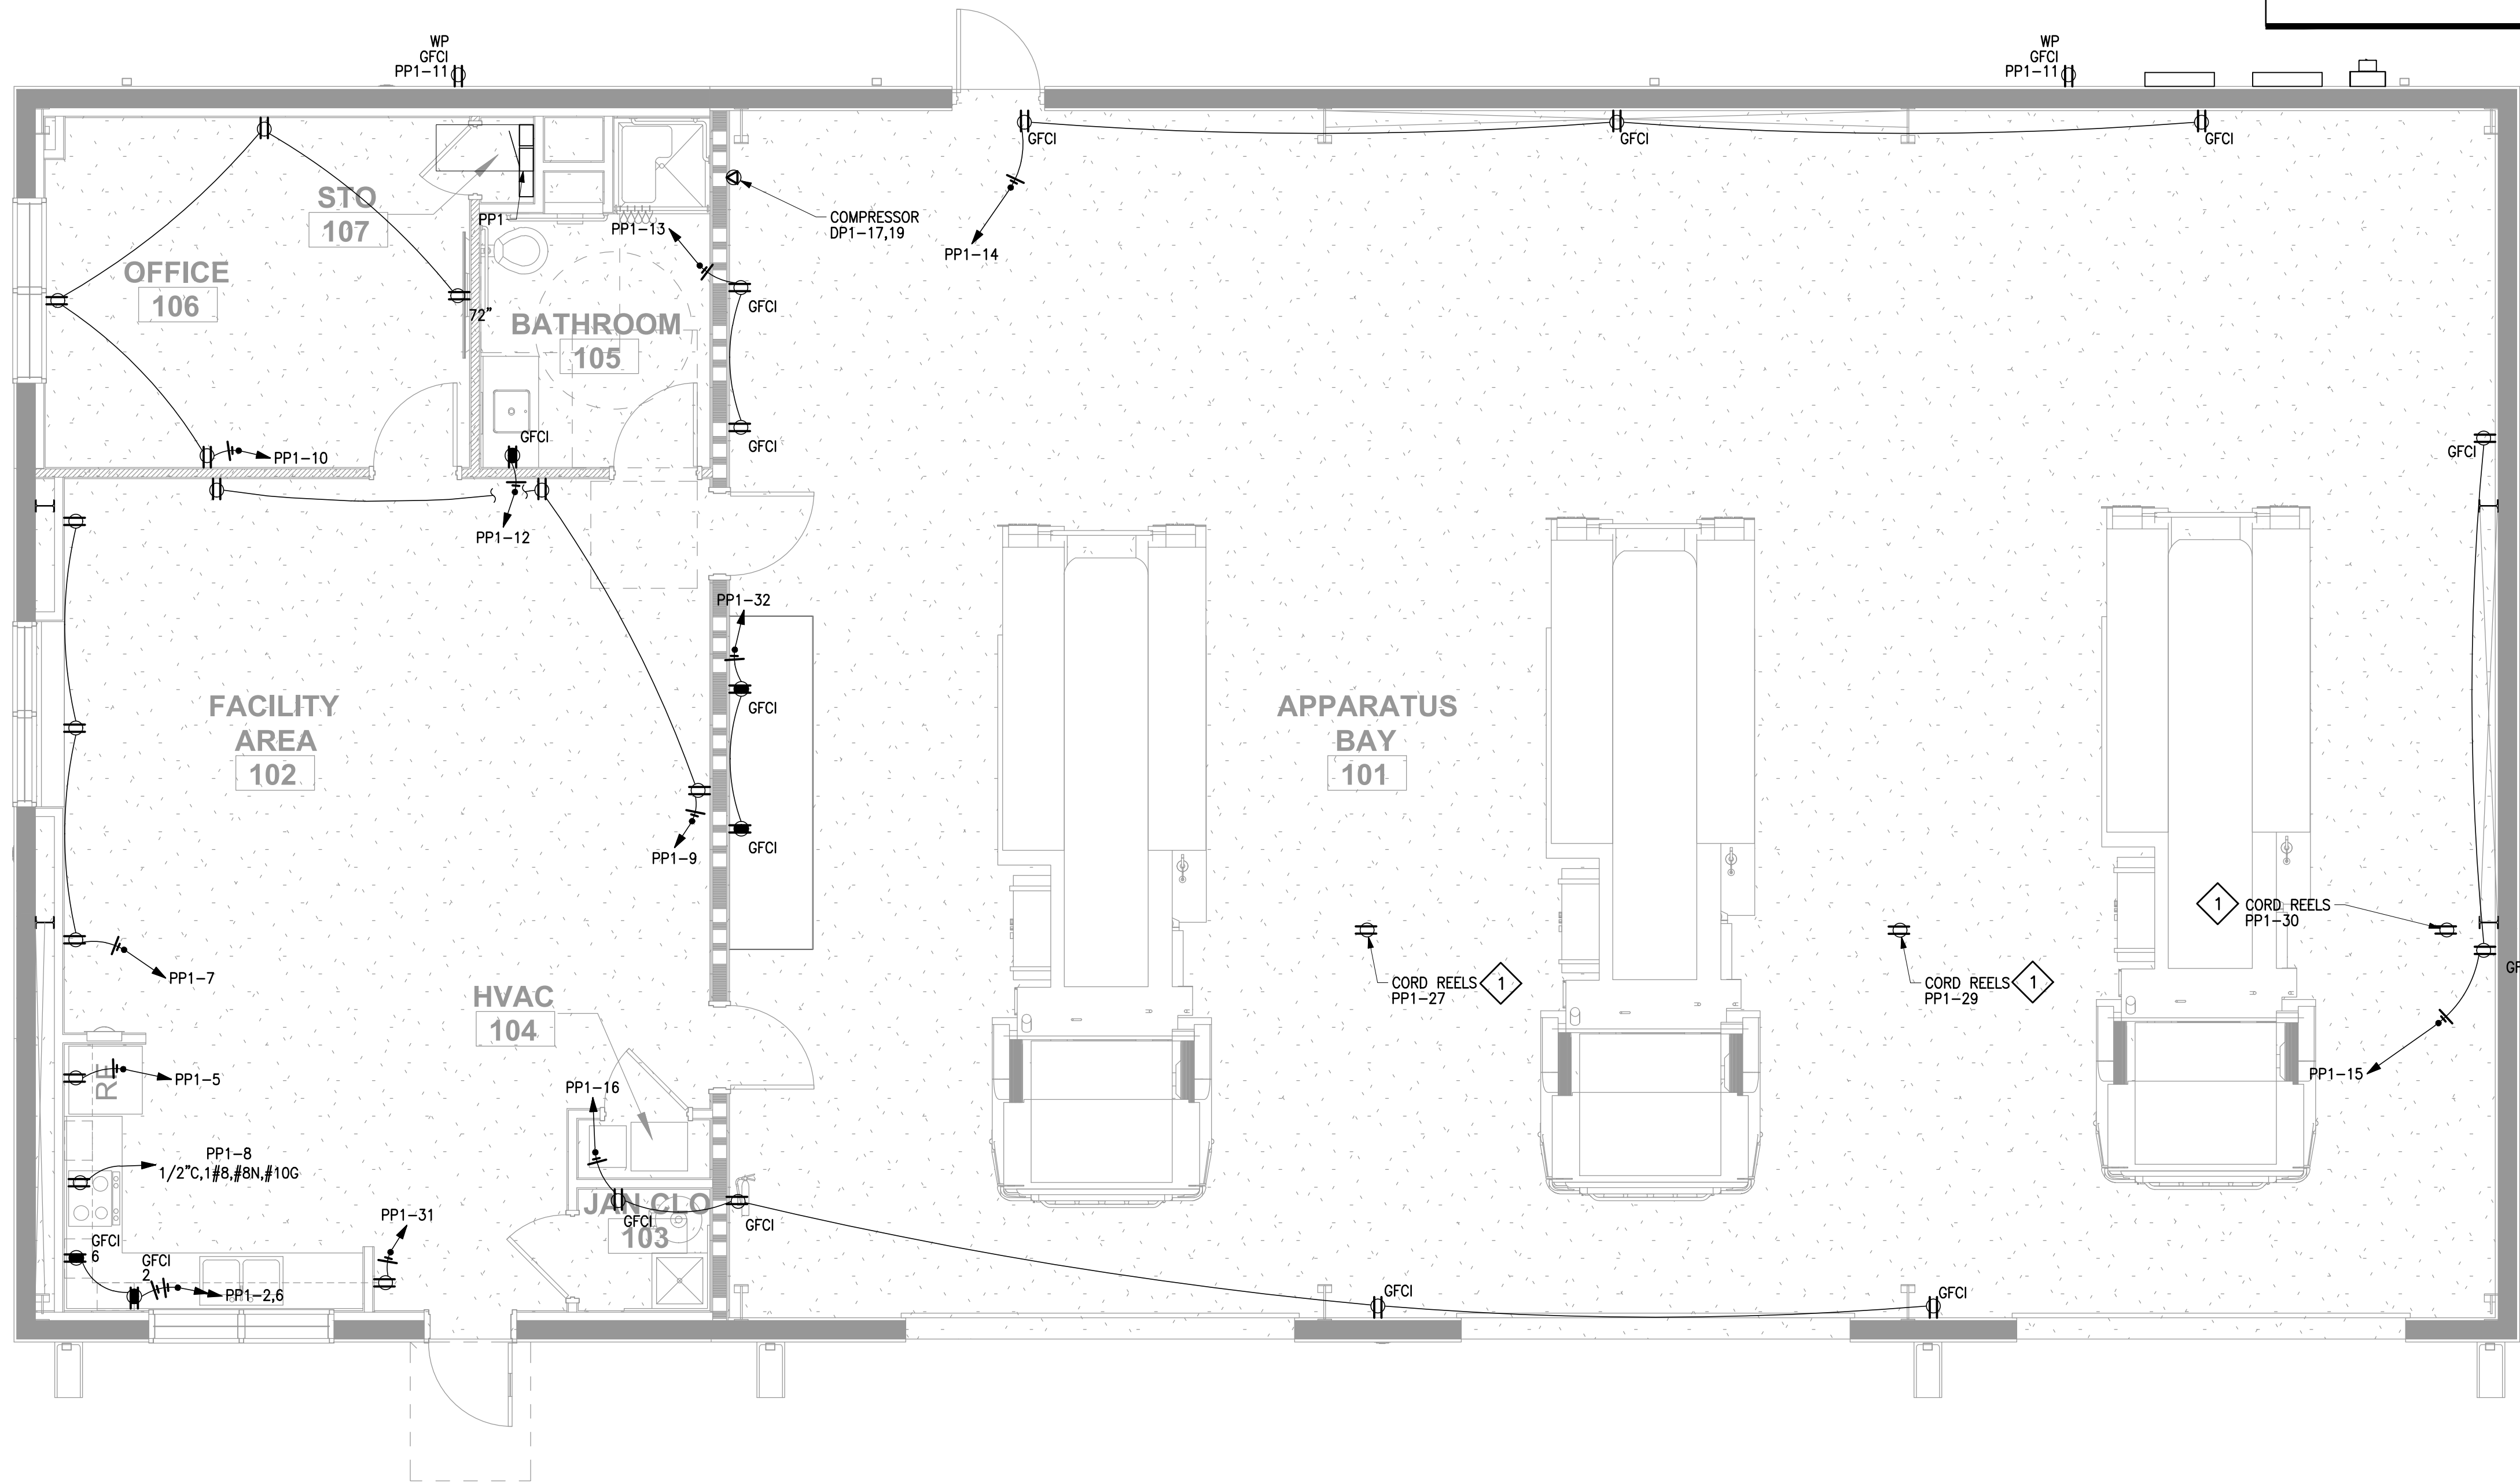 WP
GFCI
PP1-11
WP
GFCI
PP1-11
GFCI
GFCI
GFCI
STO
107
PP1
PP1-13
COMPRESSOR
DP1-17,19
PP1-14
OFFICE
106
72"
GFCI
BATHROOM
105
GFCI
GFCI
GFCI
PP1-10
PP1-12
PP1-32
FACILITY
AREA
102
GFCI
APPARATUS
BAY
101
GFCI
PP1-9
1
CORD REELS
PP1-30
PP1-7
CORD REELS
PP1-27
1
CORD REELS
PP1-29
1
HVAC
104
PP1-5
PP1-16
PP1-15
PP1-8
1/2"C,1#8,#8N,#10G
PP1-31
JAN CLO
103
GFCI
GFCI
GFCI
6
GFCI
2
PP1-2,6
GFCI
GFCI